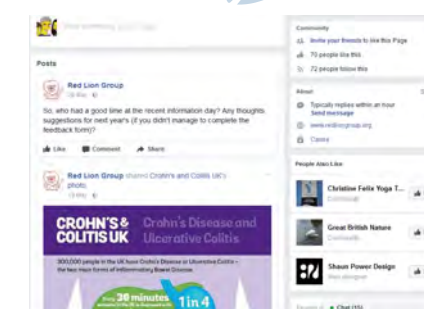 Posts
Red Lion Group
So, who had a good time at the recent information day? Any thoughts,
suggestions for next year's (if you didn't manage to complete the
feedback form)?
Like Comment Share
Red Lion Group shared Crohn's and Colitis UK's
photo.
CROHN'S &
COLITIS UK
Crohn's Disease and
Ulcerative Colitis
300,000 people in the UK have Crohn's Disease or Ulcerative Colitis –
the two main forms of Inflammatory Bowel Disease.
Every 30 minutes
1 in 4
Community
Invite your friends to like this Page
70 people like this
72 people follow this
About
Typically replies within an hour
Send message
www.redliongroup.org
People Also Like
Christine Felix Yoga T...
Great British Nature
Shaun Power Design
Chat (15)